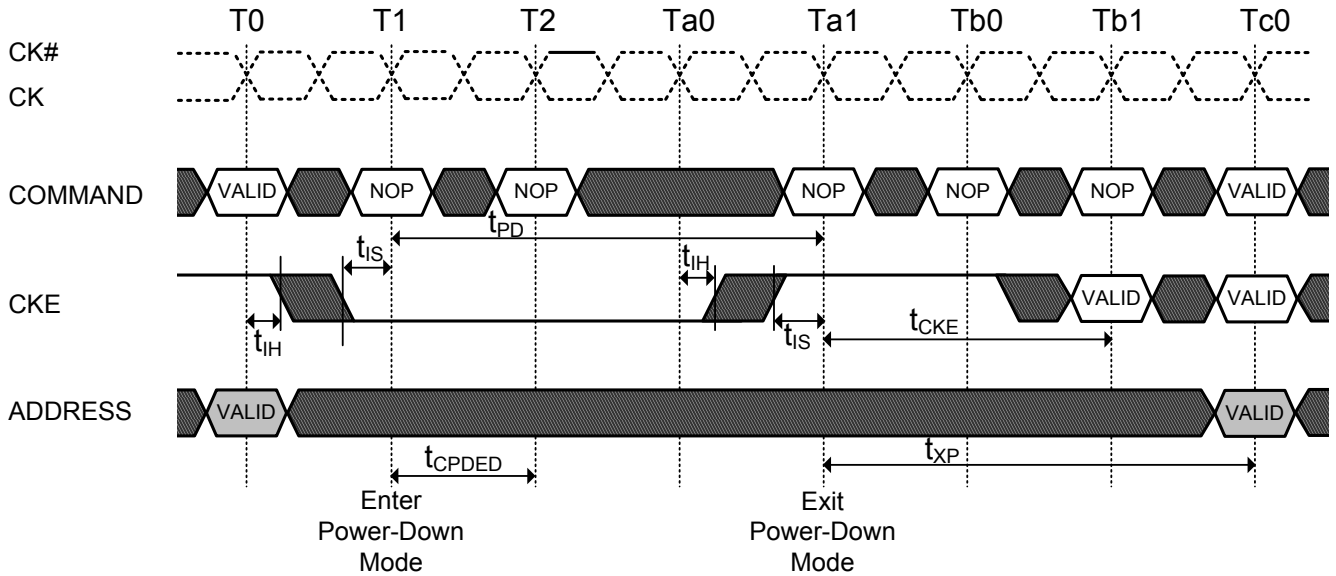 T0 T1 T2 Ta0 Ta1 Tb0 Tb1 Tc0
CK#
CK
COMMAND VALID NOP NOP NOP NOP NOP VALID
tPD
tIS tIH
CKE VALID VALID
tIH tIS tCKE
ADDRESS VALID VALID
tCPDED tXP
Enter Power-Down Mode
Exit Power-Down Mode